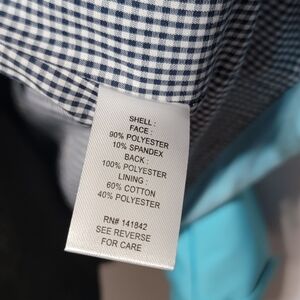 SHELL :
FACE :
90% POLYESTER
10% SPANDEX
BACK :
100% POLYESTER
LINING :
60% COTTON
40% POLYESTER
RN# 141842
SEE REVERSE
FOR CARE